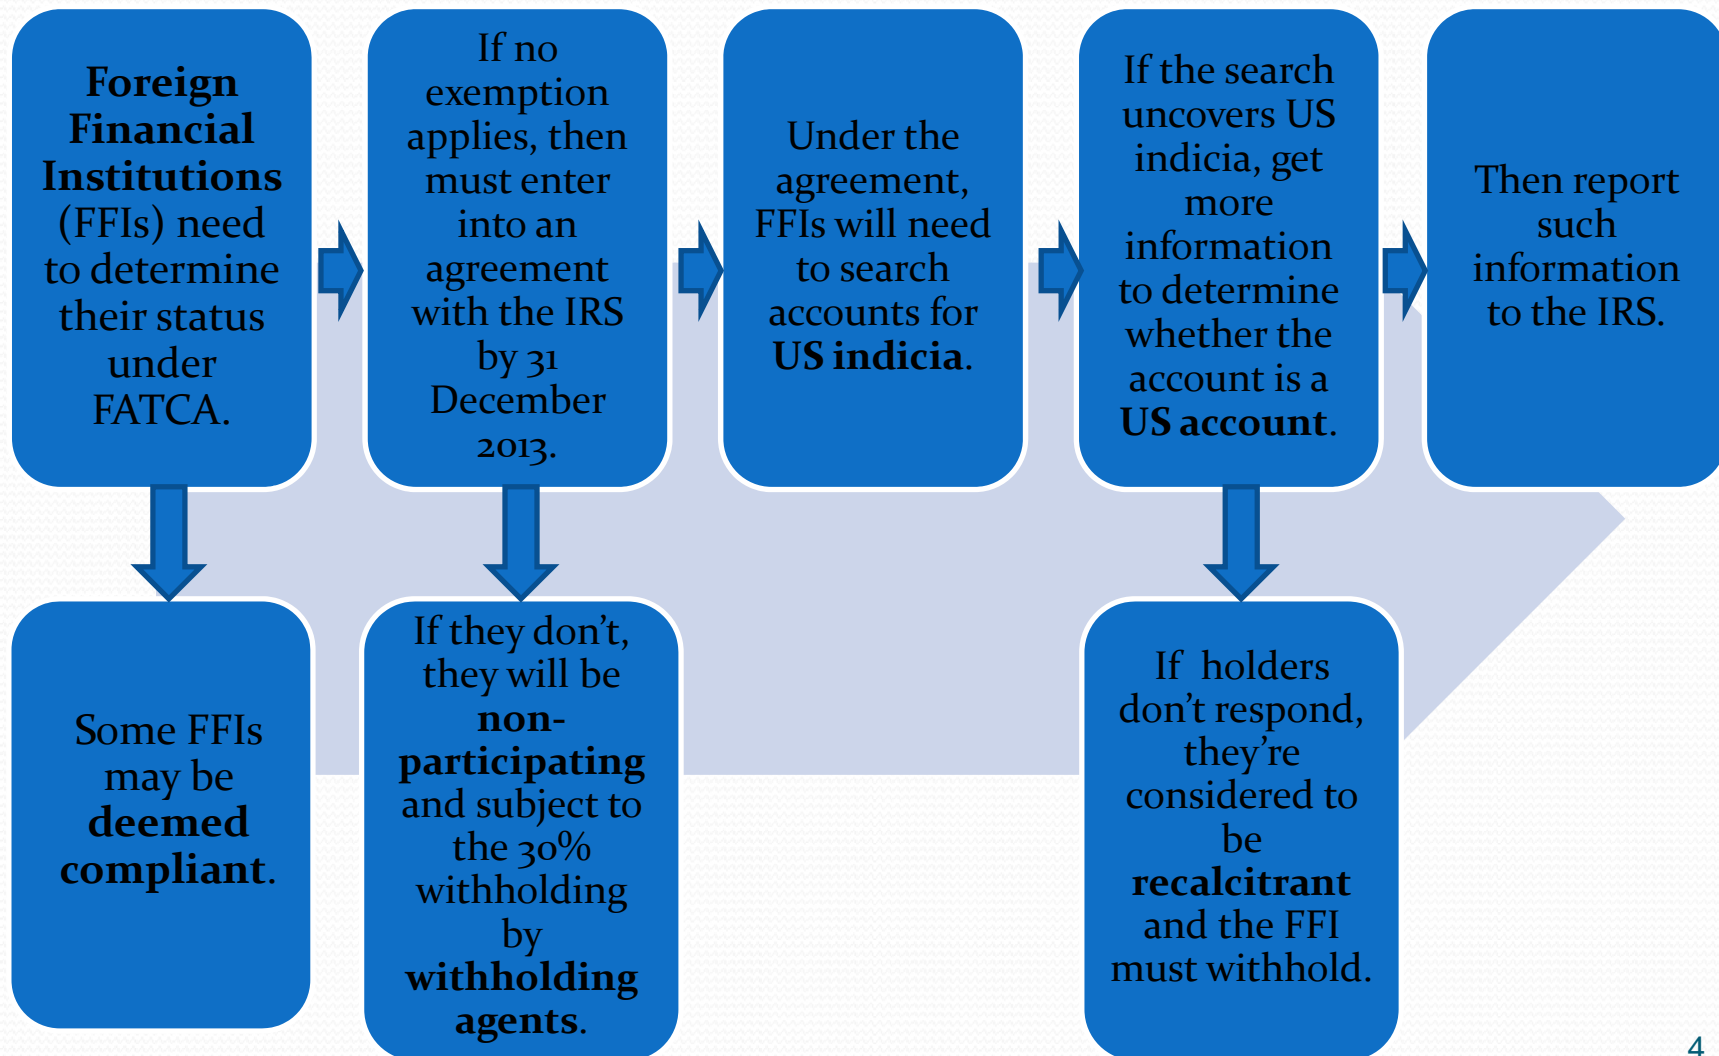 Foreign
Financial
Institutions
(FFIs) need
to determine
their status
under
FATCA.
If no
exemption
applies, then
must enter
into an
agreement
with the IRS
by 31
December
2013.
Under the
agreement,
FFIs will need
to search
accounts for
US indicia.
If the search
uncovers US
indicia, get
more
information
to determine
whether the
account is a
US account.
Then report
such
information
to the IRS.
Some FFIs
may be
deemed
compliant.
If they don’t,
they will be
non-
participating
and subject to
the 30%
withholding
by
withholding
agents.
If  holders
don’t respond,
they’re
considered to
be
recalcitrant
and the FFI
must withhold.
4